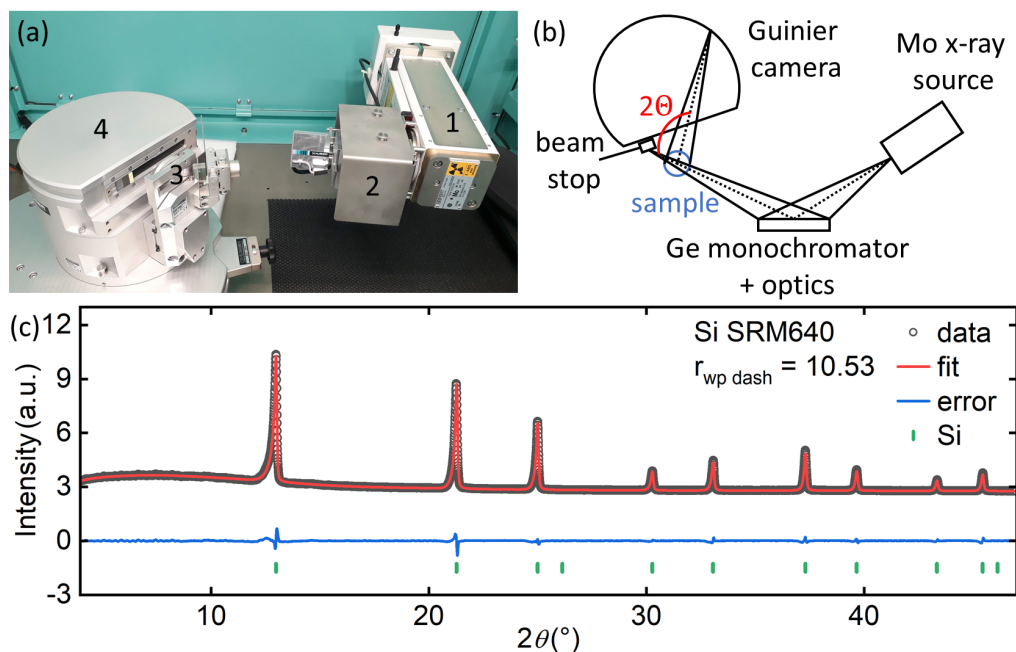 (a)
4
3
2
1
Mo
(b)
Guinier
camera
Mo x-ray
source
2Θ
beam
stop
sample
Ge monochromator
+ optics
(c)
12
9
6
3
0
-3
Intensity (a.u.)
Si SRM640
r_wp dash = 10.53
data
fit
error
Si
10
20
30
40
2θ(°)